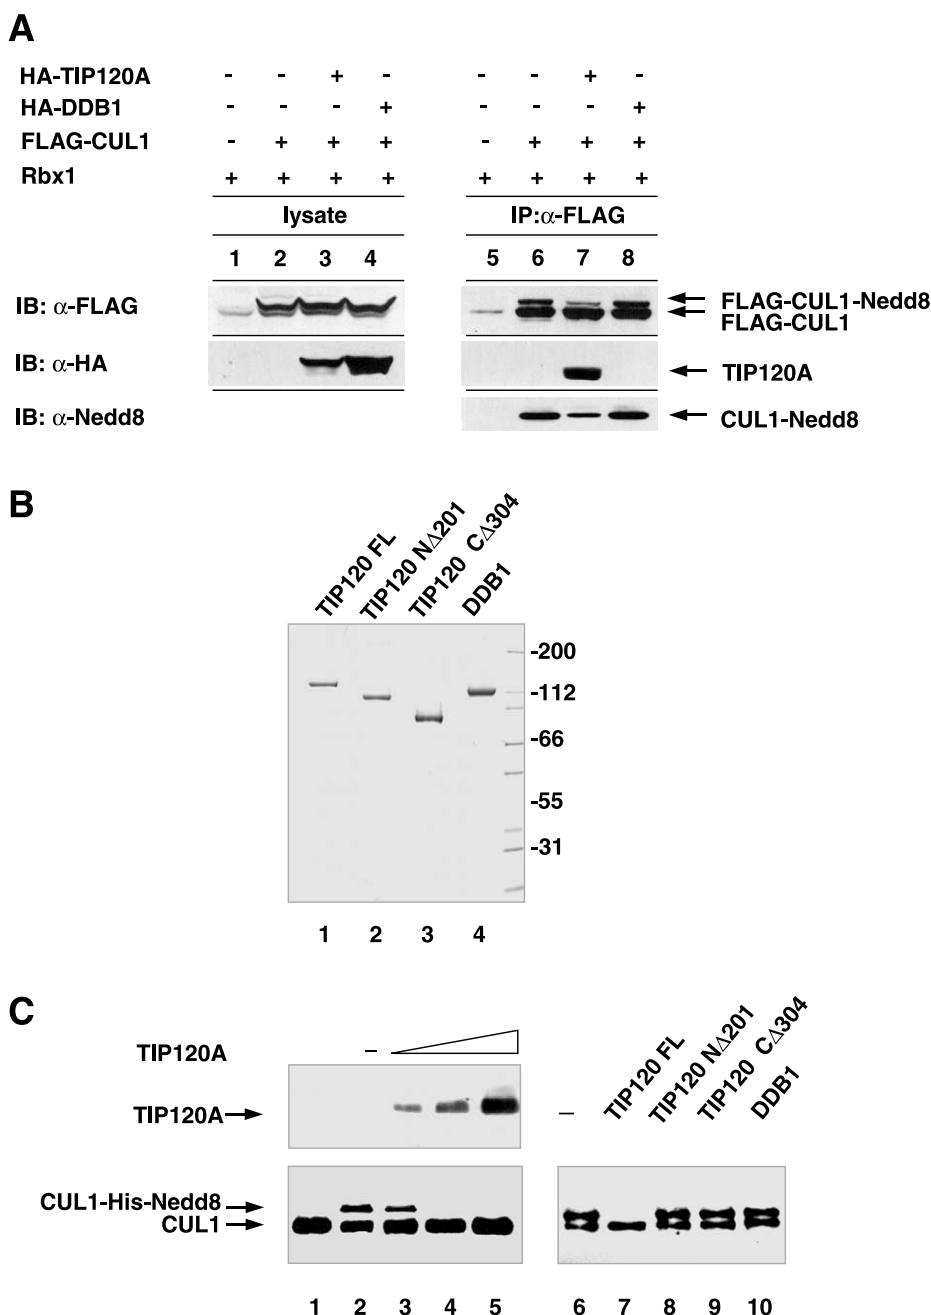 A
HA-TIP120A - - + - - - + -
HA-DDB1 - - - + - - - +
FLAG-CUL1 - + + + - + + +
Rbx1 + + + + + + + +
lysate IP:α-FLAG
1 2 3 4 5 6 7 8
IB: α-FLAG FLAG-CUL1-Nedd8
FLAG-CUL1
IB: α-HA TIP120A
IB: α-Nedd8 CUL1-Nedd8
B
TIP120 FL TIP120 NΔ201 TIP120 CΔ304 DDB1
-200
-112
-66
-55
-31
1 2 3 4
C
TIP120A –
TIP120A
– TIP120 FL TIP120 NΔ201 TIP120 CΔ304 DDB1
CUL1-His-Nedd8
CUL1
1 2 3 4 5 6 7 8 9 10